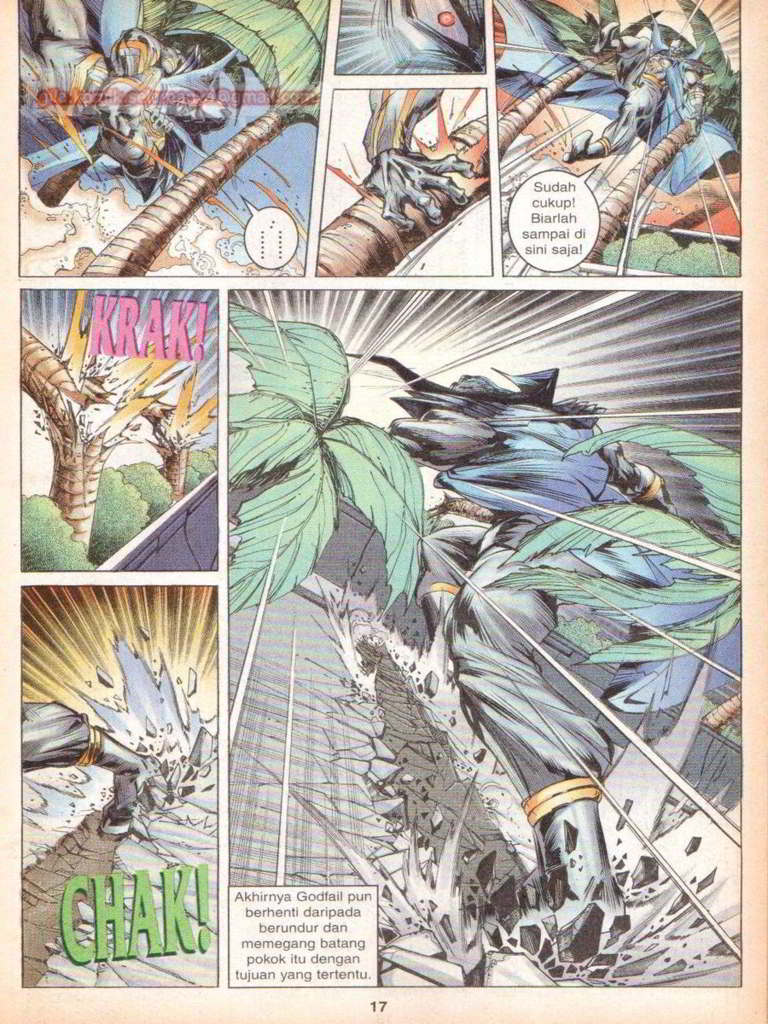 : : :
Sudah
cukup!
Biarlah
sampai di
sini saja!
KRAK!
CHAK!
Akhirnya Godfail pun
berhenti daripada
berundur dan
memegang batang
pokok itu dengan
tujuan yang tertentu.
17